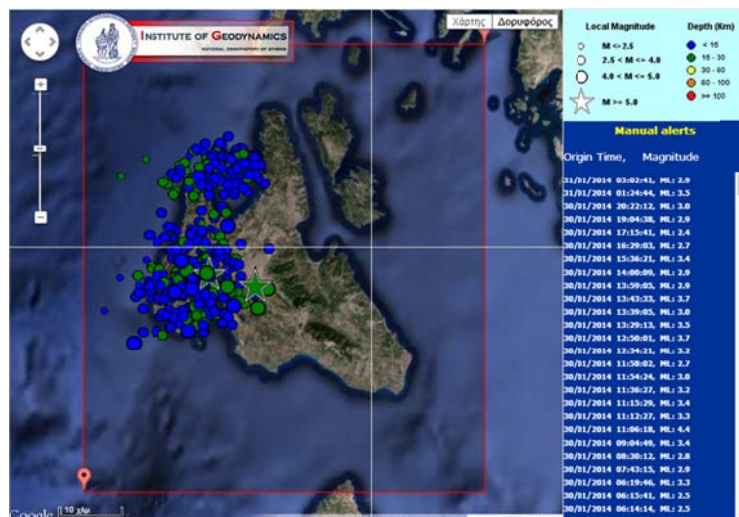 INSTITUTE OF GEODYNAMICS
NATIONAL OBSERVATORY OF ATHENS
Χάρτης
Δορυφόρος
Google
10 χλμ
Local Magnitude
Depth (Km)
M <=2.5
2.5 < M <= 4.0
4.0 < M <= 5.0
M >= 5.0
< 15
15 - 30
30 - 60
60 - 100
>= 100
Manual alerts
Origin Time, Magnitude
31/01/2014 03:02:41, ML: 2.9
31/01/2014 01:24:44, ML: 3.5
30/01/2014 20:22:12, ML: 3.0
30/01/2014 19:04:38, ML: 2.9
30/01/2014 17:15:41, ML: 2.4
30/01/2014 16:29:03, ML: 2.7
30/01/2014 15:36:21, ML: 3.4
30/01/2014 14:00:09, ML: 2.9
30/01/2014 13:59:05, ML: 2.9
30/01/2014 13:43:33, ML: 3.7
30/01/2014 13:39:05, ML: 3.0
30/01/2014 13:29:13, ML: 3.5
30/01/2014 12:50:01, ML: 3.7
30/01/2014 12:34:21, ML: 3.2
30/01/2014 11:58:02, ML: 2.7
30/01/2014 11:54:24, ML: 3.0
30/01/2014 11:36:27, ML: 3.2
30/01/2014 11:15:29, ML: 3.4
30/01/2014 11:12:27, ML: 3.3
30/01/2014 11:06:18, ML: 4.4
30/01/2014 09:04:49, ML: 3.4
30/01/2014 08:30:12, ML: 2.8
30/01/2014 07:43:15, ML: 2.9
30/01/2014 06:19:46, ML: 3.3
30/01/2014 06:15:41, ML: 2.5
30/01/2014 06:14:14, ML: 2.5